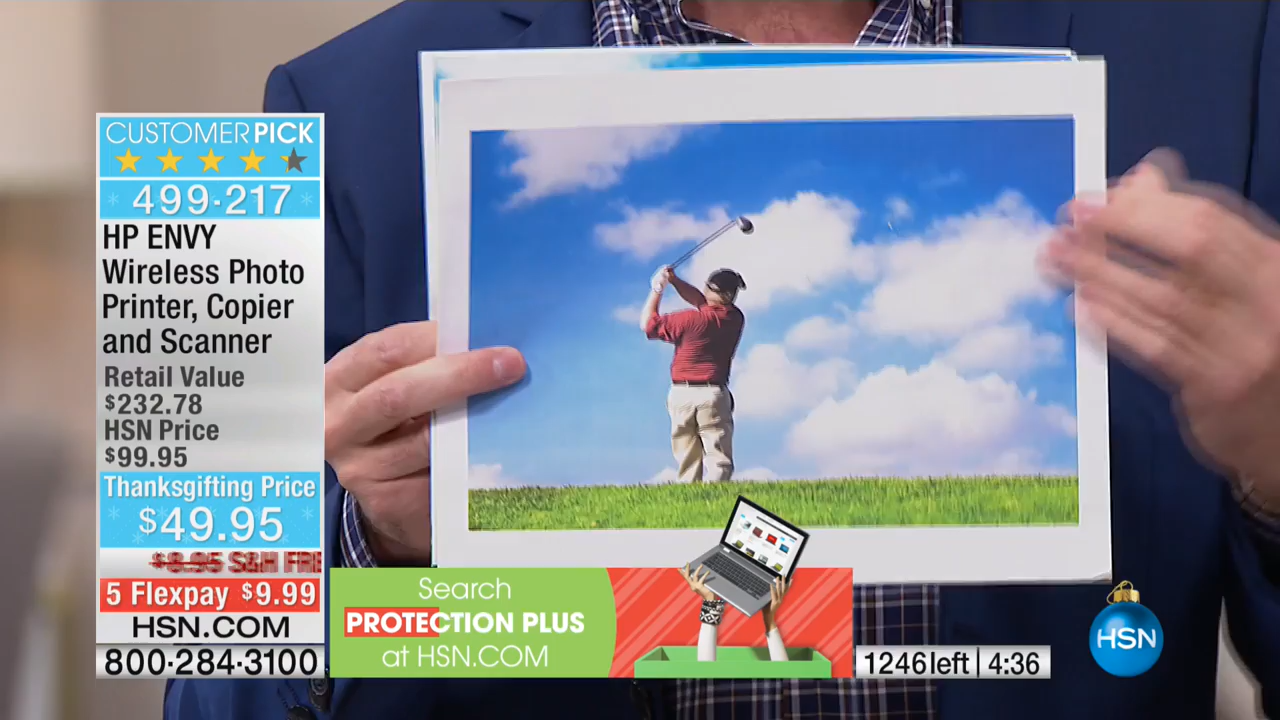 CUSTOMER PICK
499-217
HP ENVY
Wireless Photo
Printer, Copier
and Scanner
Retail Value
$232.78
HSN Price
$99.95
Thanksgifting Price
$49.95
$8.95 S&H FRE
5 Flexpay $9.99
HSN.COM
800-284-3100
Search
PROTECTION PLUS
at HSN.COM
1246 left | 4:36
HSN